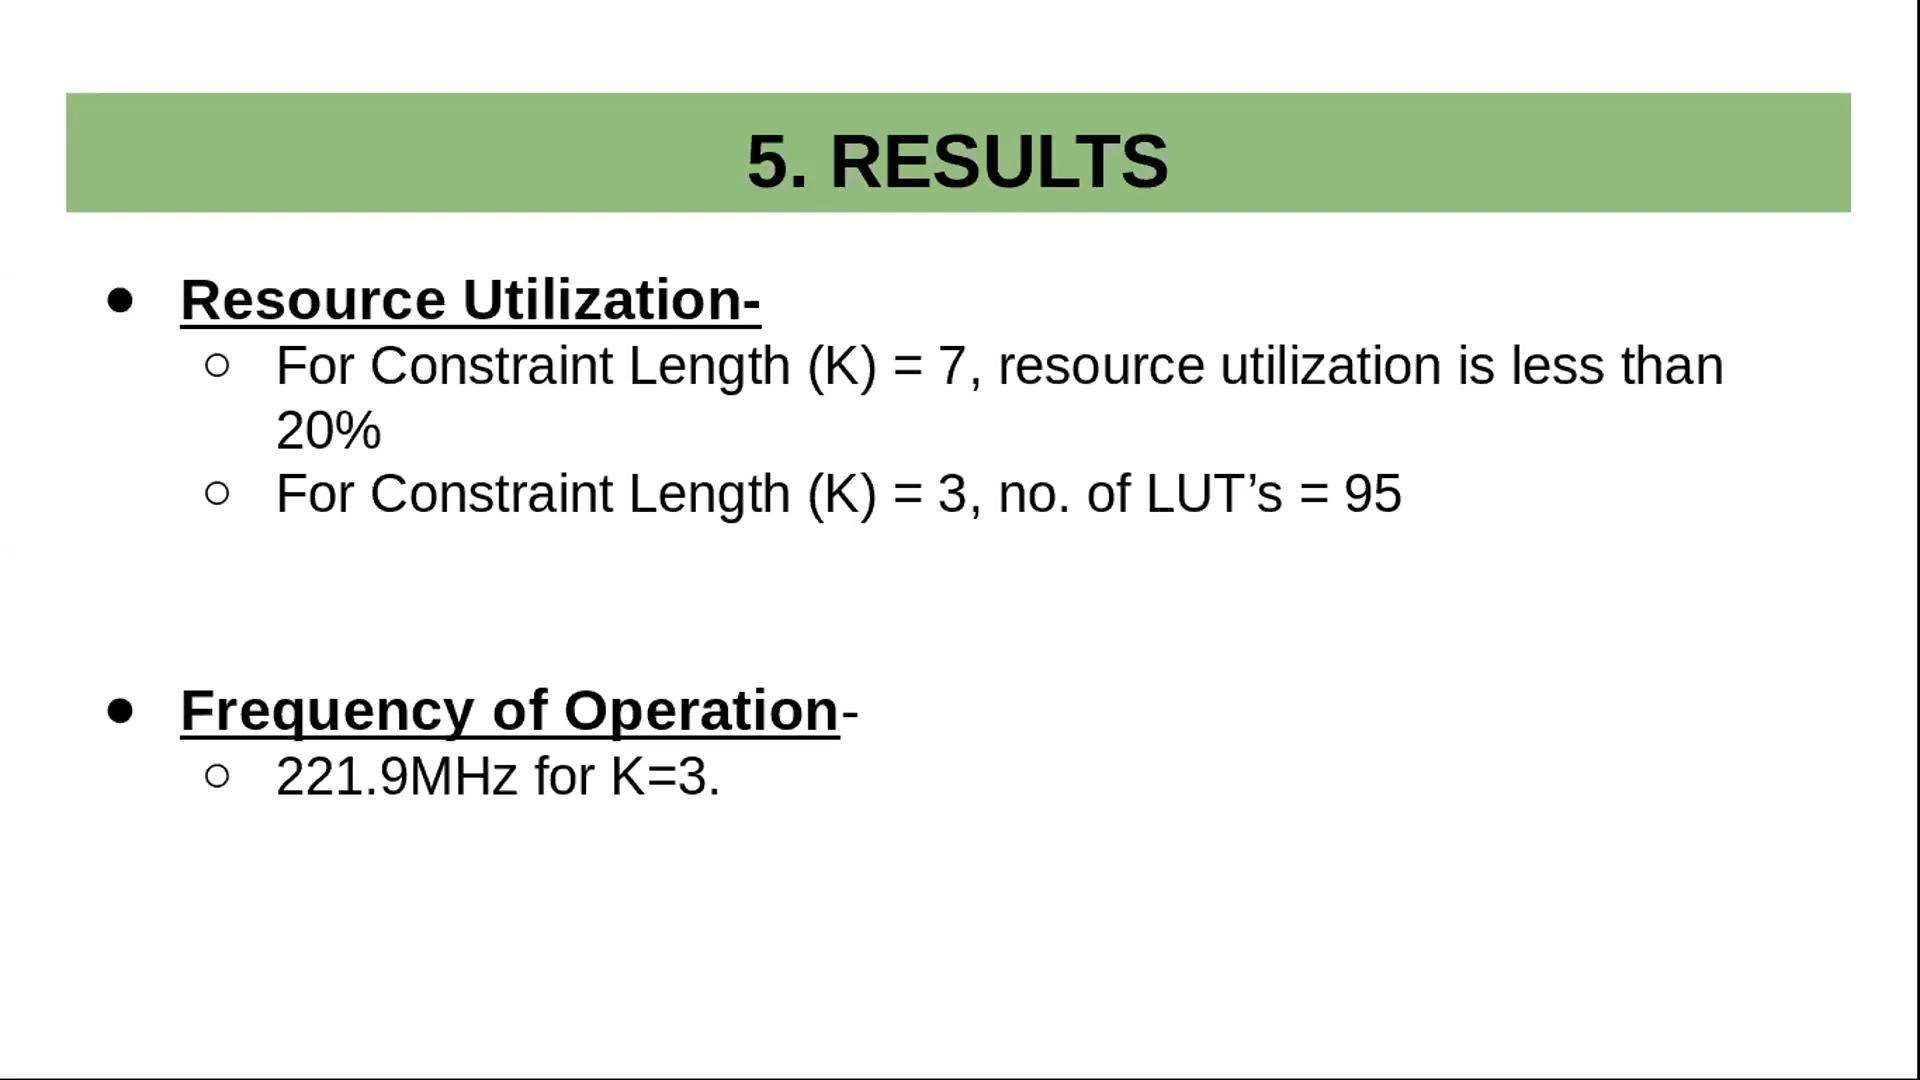 5. RESULTS
● Resource Utilization-
○ For Constraint Length (K) = 7, resource utilization is less than
20%
○ For Constraint Length (K) = 3, no. of LUT’s = 95
● Frequency of Operation-
○ 221.9MHz for K=3.